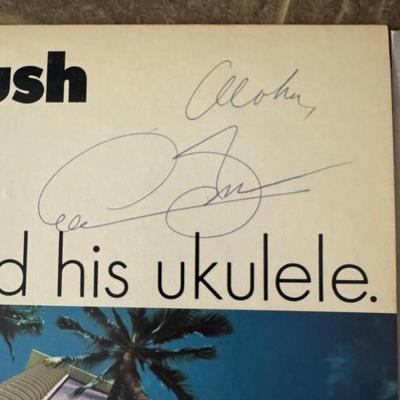 ush
Aloha,
d his ukulele.